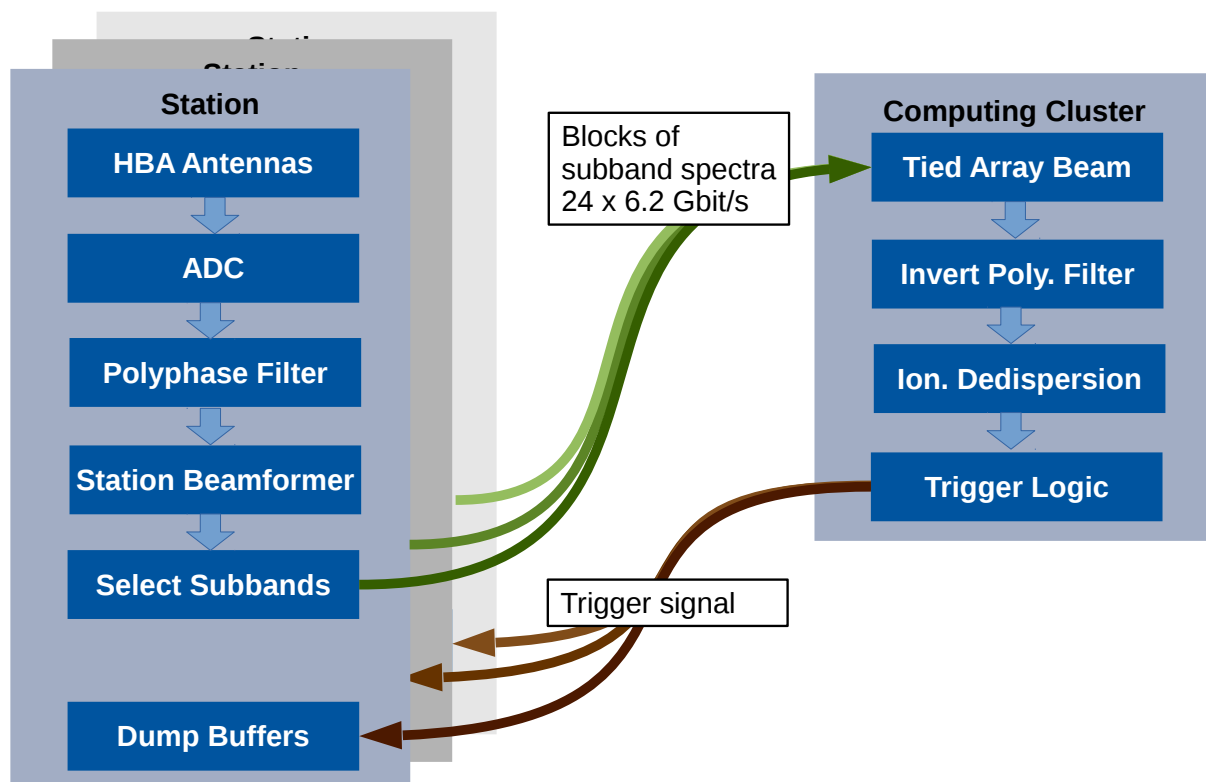 Station
HBA Antennas
ADC
Polyphase Filter
Station Beamformer
Select Subbands
Dump Buffers
Blocks of
subband spectra
24 x 6.2 Gbit/s
Trigger signal
Computing Cluster
Tied Array Beam
Invert Poly. Filter
Ion. Dedispersion
Trigger Logic